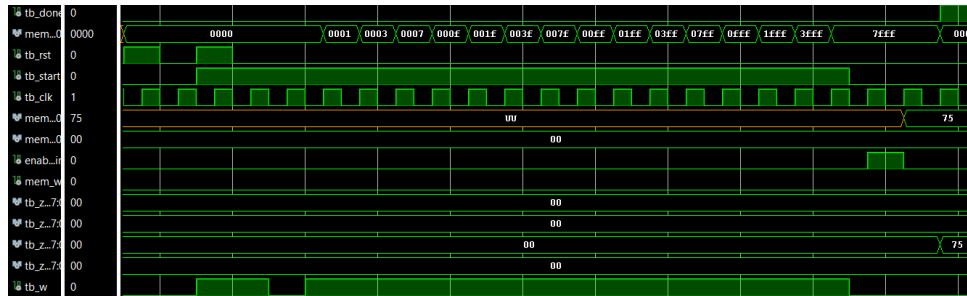 tb_done 0
mem...0 0000 0000 0001 0003 0007 000f 001f 003f 007f 00ff 01ff 03ff 07ff 0fff 1fff 3fff 7fff 000
tb_rst 0
tb_start 0
tb_clk 1
mem...0 75 UU 75
mem...0 00 00
enab...ir 0
mem_w 0
tb_z...7:0 00 00
tb_z...7:0 00 00
tb_z...7:0 00 00 75
tb_z...7:0 00 00
tb_w 0